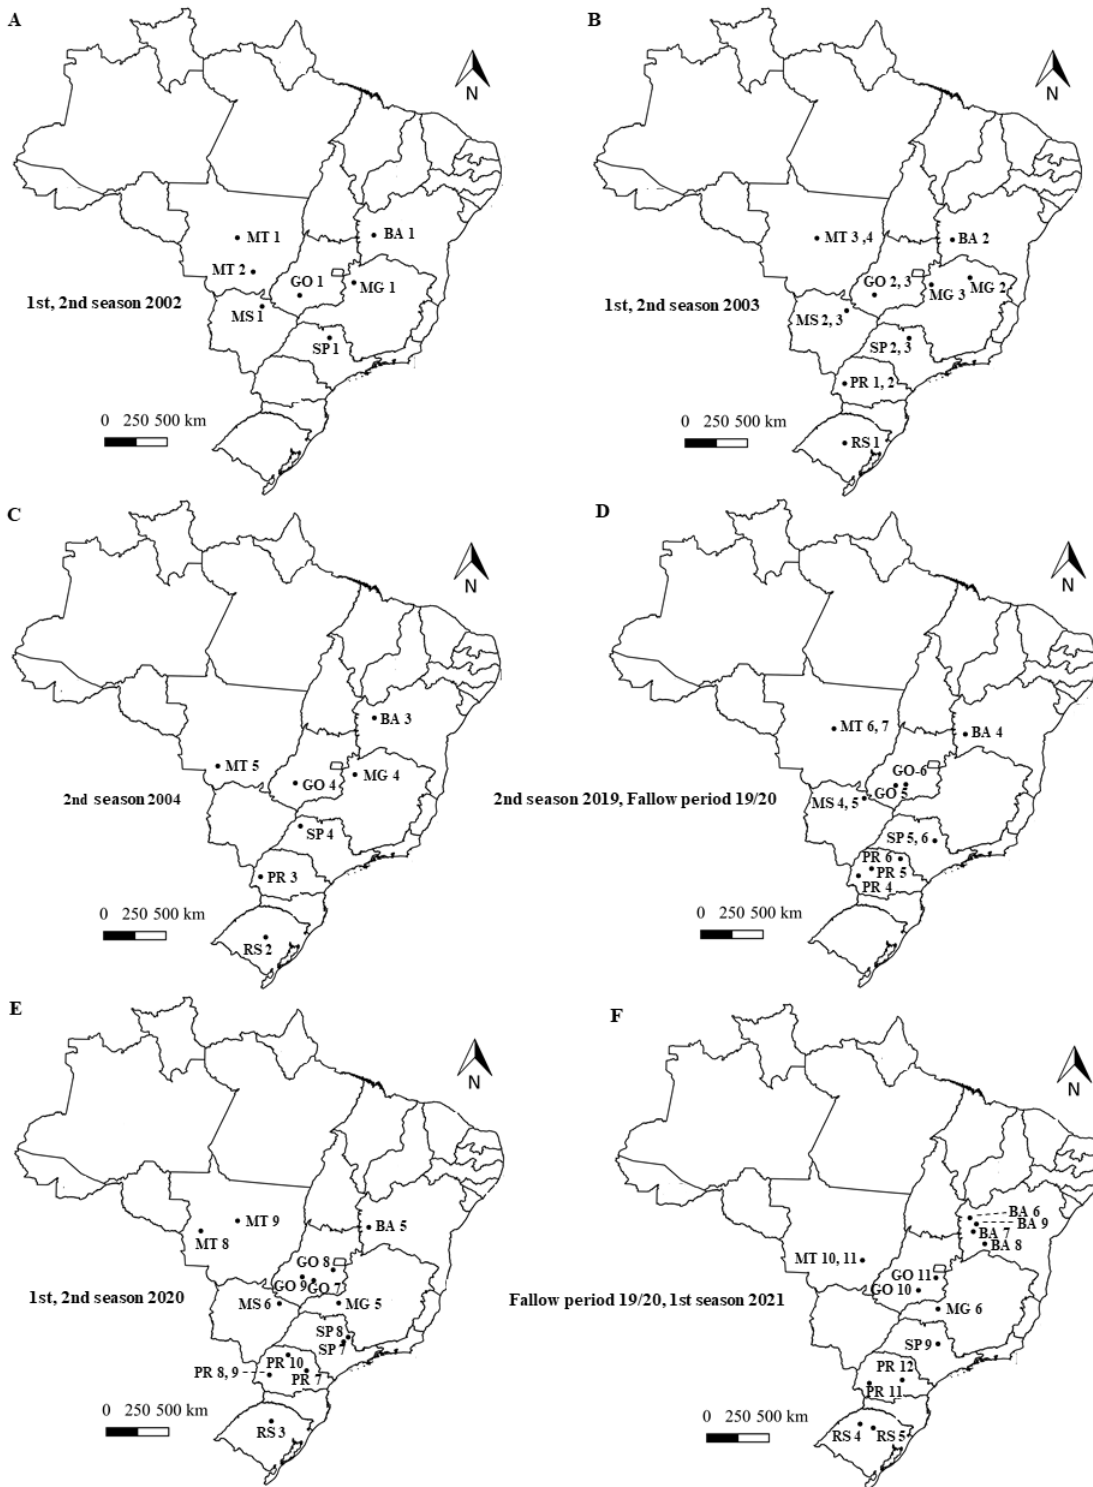 A
N
MT 1
BA 1
MT 2
GO 1
MG 1
1st, 2nd season 2002
MS 1
SP 1
0 250 500 km
B
N
MT 3 ,4
BA 2
GO 2, 3
MG 2
MG 3
1st, 2nd season 2003
MS 2, 3
SP 2, 3
PR 1, 2
0 250 500 km
RS 1
C
N
BA 3
MT 5
MG 4
GO 4
2nd season 2004
SP 4
PR 3
0 250 500 km
RS 2
D
N
MT 6, 7
BA 4
GO-6
GO 5
2nd season 2019, Fallow period 19/20
MS 4, 5
SP 5, 6
PR 6
PR 5
PR 4
0 250 500 km
E
N
MT 9
BA 5
MT 8
GO 8
GO 9
GO 7
1st, 2nd season 2020
MS 6
MG 5
SP 8
SP 7
PR 10
PR 8, 9
PR 7
0 250 500 km
RS 3
F
N
BA 6
BA 9
BA 7
BA 8
MT 10, 11
GO 11
GO 10
Fallow period 19/20, 1st season 2021
MG 6
SP 9
PR 12
PR 11
0 250 500 km
RS 4
RS 5